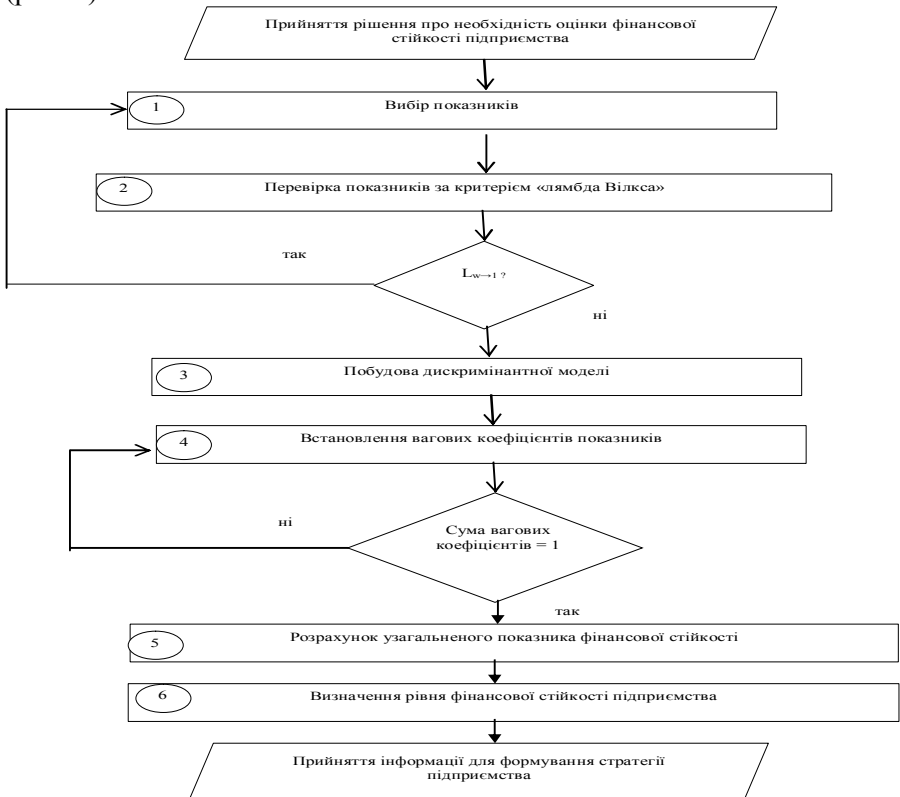 Прийняття рішення про необхідність оцінки фінансової
стійкості підприємства
1
Вибір показників
2
Перевірка показників за критерієм «лямбда Вілкса»
так
Lw→1 ?
ні
3
Побудова дискримінантної моделі
4
Встановлення вагових коефіцієнтів показників
ні
Сума вагових
коефіцієнтів = 1
так
5
Розрахунок узагальненого показника фінансової стійкості
6
Визначення рівня фінансової стійкості підприємства
Прийняття інформації для формування стратегії
підприємства